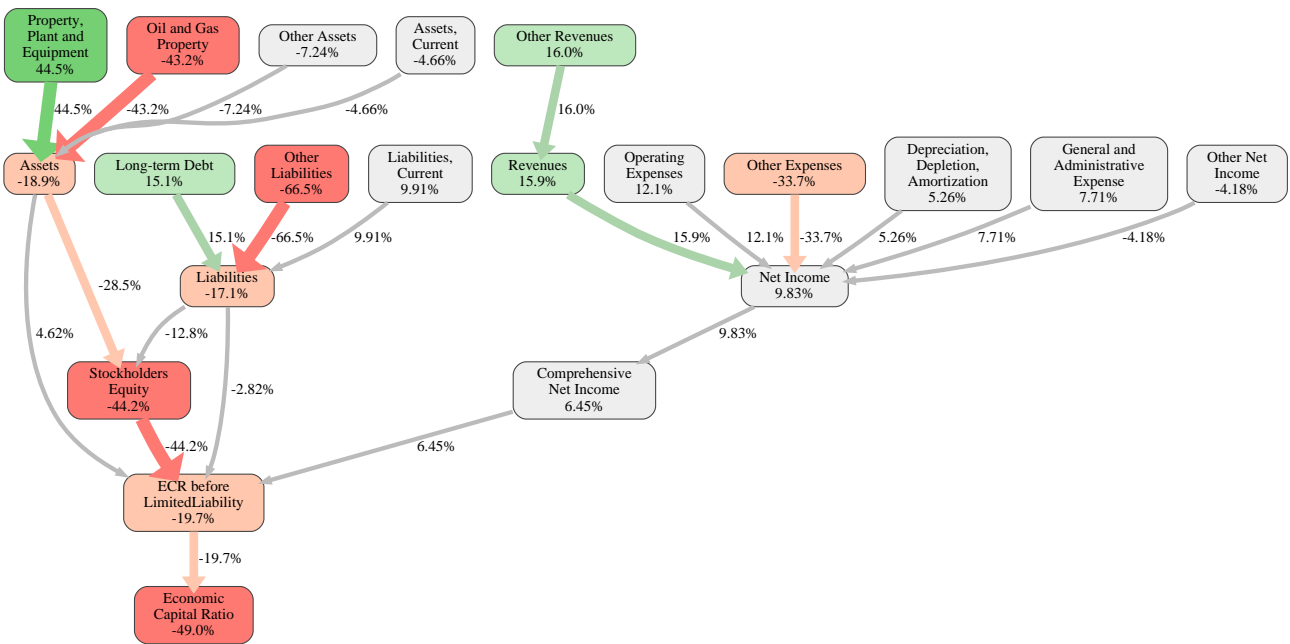 Property,
Plant and
Equipment
44.5%
Oil and Gas
Property
-43.2%
Other Assets
-7.24%
Assets,
Current
-4.66%
Other Revenues
16.0%
44.5%
-43.2%
-7.24%
-4.66%
16.0%
Assets
-18.9%
Long-term Debt
15.1%
Other
Liabilities
-66.5%
Liabilities,
Current
9.91%
Revenues
15.9%
Operating
Expenses
12.1%
Other Expenses
-33.7%
Depreciation,
Depletion,
Amortization
5.26%
General and
Administrative
Expense
7.71%
Other Net
Income
-4.18%
15.1%
-66.5%
9.91%
15.9%
12.1%
-33.7%
5.26%
7.71%
-4.18%
Liabilities
-17.1%
Net Income
9.83%
-28.5%
4.62%
-12.8%
9.83%
-2.82%
Stockholders
Equity
-44.2%
Comprehensive
Net Income
6.45%
-44.2%
6.45%
ECR before
LimitedLiability
-19.7%
-19.7%
Economic
Capital Ratio
-49.0%